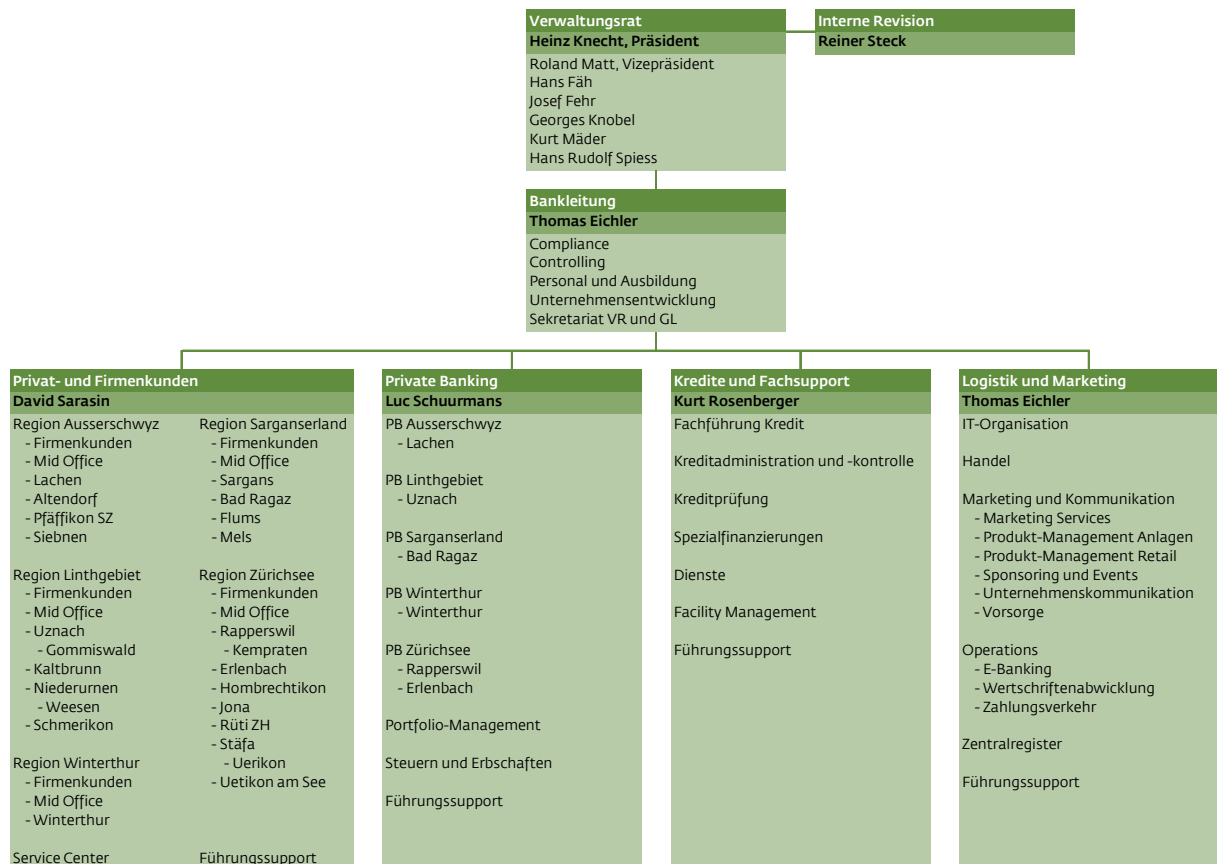 Verwaltungsrat
Heinz Knecht, Präsident
Roland Matt, Vizepräsident
Hans Fäh
Josef Fehr
Georges Knobel
Kurt Mäder
Hans Rudolf Spiess
Interne Revision
Reiner Steck
Bankleitung
Thomas Eichler
Compliance
Controlling
Personal und Ausbildung
Unternehmensentwicklung
Sekretariat VR und GL
Privat- und Firmenkunden
David Sarasin
Region Ausserschwyz
- Firmenkunden
- Mid Office
- Lachen
- Altendorf
- Pfäffikon SZ
- Siebnen
Region Linthgebiet
- Firmenkunden
- Mid Office
- Uznach
- Gommiswald
- Kaltbrunn
- Niederurnen
- Weesen
- Schmerikon
Region Winterthur
- Firmenkunden
- Mid Office
- Winterthur
Service Center
Region Sarganserland
- Firmenkunden
- Mid Office
- Sargans
- Bad Ragaz
- Flums
- Mels
Region Zürichsee
- Firmenkunden
- Mid Office
- Rapperswil
- Kempraten
- Erlenbach
- Hombrechtikon
- Jona
- Rüti ZH
- Stäfa
- Uerikon
- Uetikon am See
Führungssupport
Private Banking
Luc Schuurmans
PB Ausserschwyz
- Lachen
PB Linthgebiet
- Uznach
PB Sarganserland
- Bad Ragaz
PB Winterthur
- Winterthur
PB Zürichsee
- Rapperswil
- Erlenbach
Portfolio-Management
Steuern und Erbschaften
Führungssupport
Kredite und Fachsupport
Kurt Rosenberger
Fachführung Kredit
Kreditadministration und -kontrolle
Kreditprüfung
Spezialfinanzierungen
Dienste
Facility Management
Führungssupport
Logistik und Marketing
Thomas Eichler
IT-Organisation
Handel
Marketing und Kommunikation
- Marketing Services
- Produkt-Management Anlagen
- Produkt-Management Retail
- Sponsoring und Events
- Unternehmenskommunikation
- Vorsorge
Operations
- E-Banking
- Wertschriftenabwicklung
- Zahlungsverkehr
Zentralregister
Führungssupport